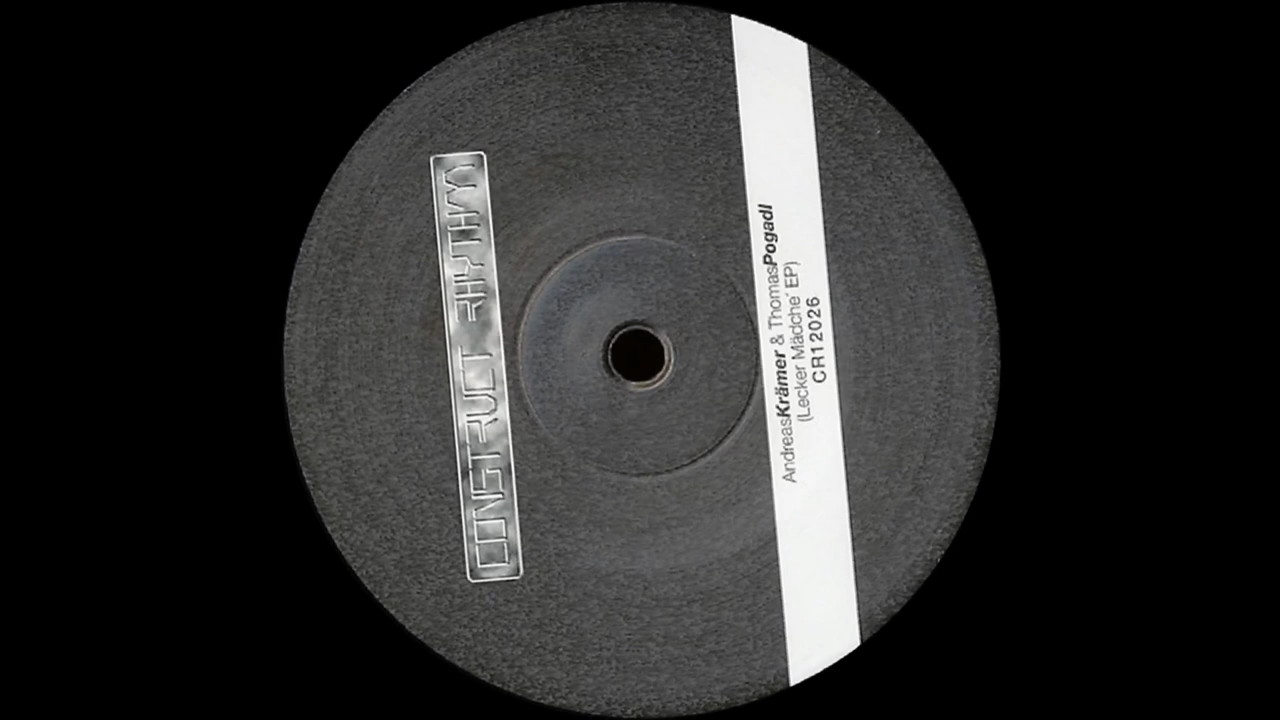 CONSTRUCT RHYTHM
AndreasKrämer & ThomasPogadl
(Lecker Mädche´ EP)
CR12026